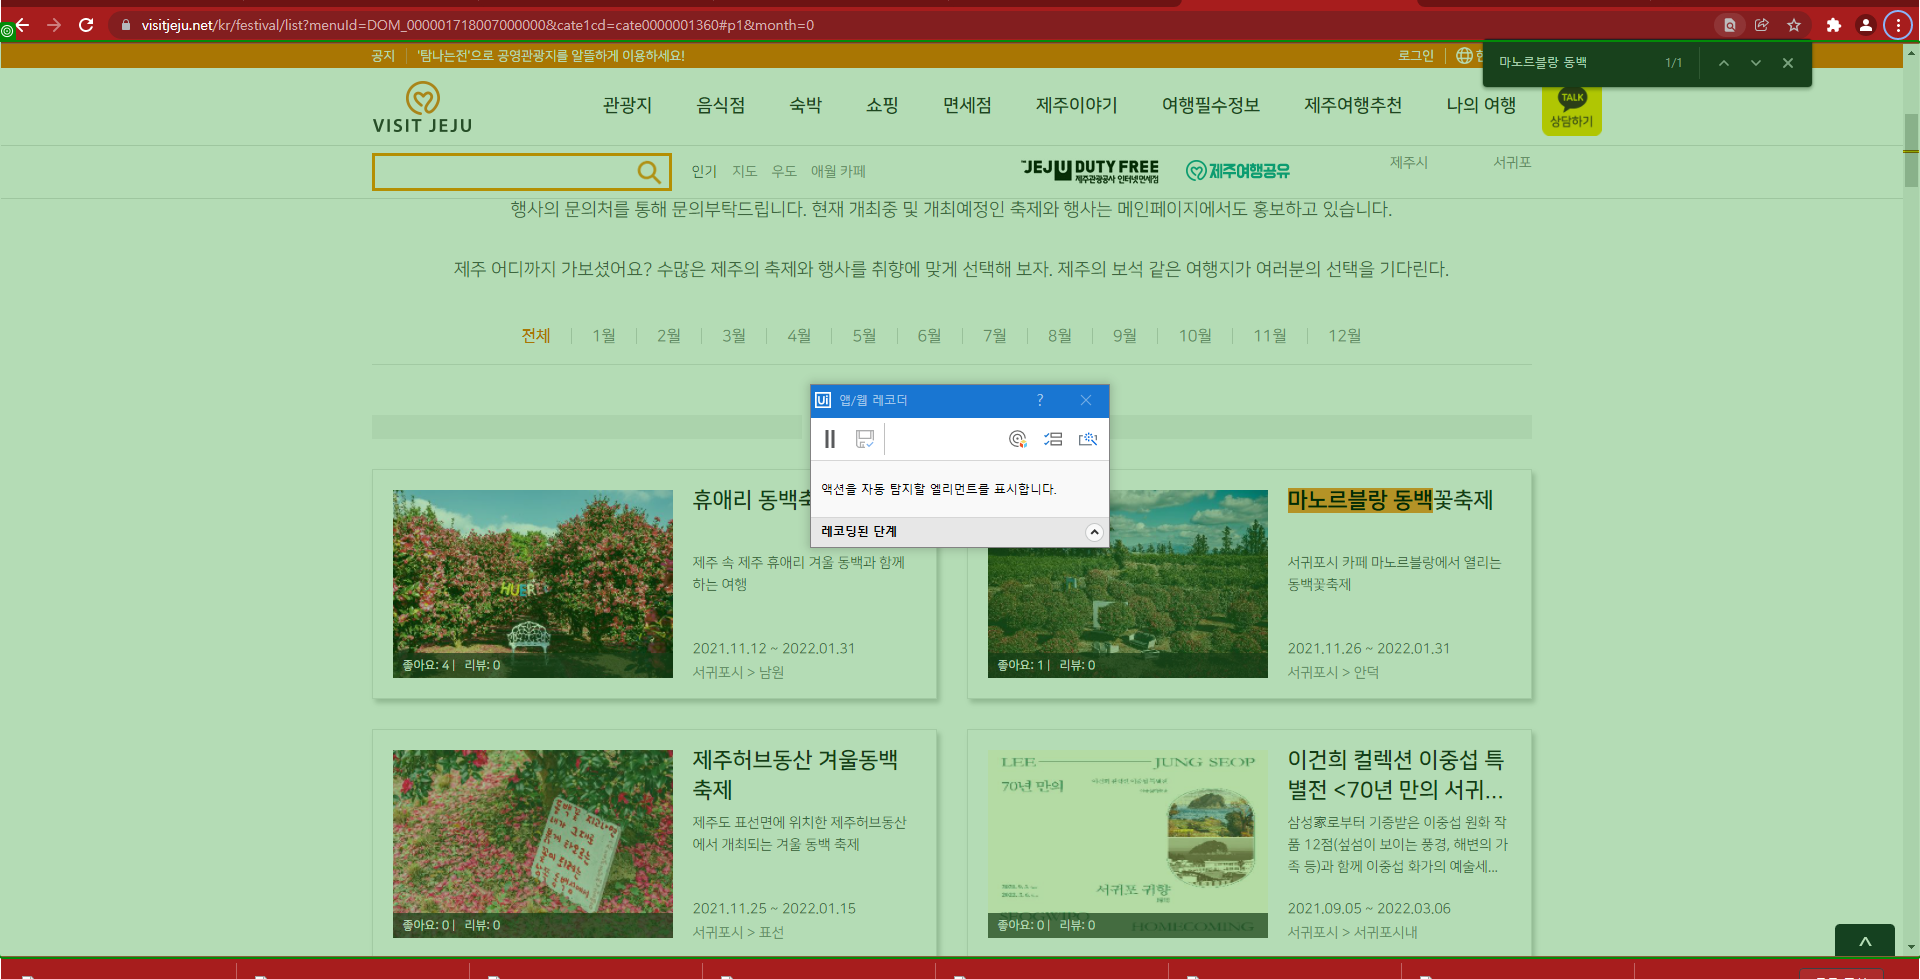 visitjeju.net/kr/festival/list?menuId=DOM_000001718007000000&cate1cd=cate0000001360#p1&month=0
공지 '탐나는전'으로 공영관광지를 알뜰하게 이용하세요!
로그인
마노르블랑 동백 1/1
VISIT JEJU
관광지 음식점 숙박 쇼핑 면세점 제주이야기 여행필수정보 제주여행추천 나의 여행
TALK
상담하기
인기 지도 우도 애월 카페
JEJU DUTY FREE
제주관광공사 인터넷면세점
제주여행공유
제주시 서귀포
행사의 문의처를 통해 문의부탁드립니다. 현재 개최중 및 개최예정인 축제와 행사는 메인페이지에서도 홍보하고 있습니다.
제주 어디까지 가보셨어요? 수많은 제주의 축제와 행사를 취향에 맞게 선택해 보자. 제주의 보석 같은 여행지가 여러분의 선택을 기다린다.
전체 1월 2월 3월 4월 5월 6월 7월 8월 9월 10월 11월 12월
Ui 앱/웹 레코더 ?
액션을 자동 탐지할 엘리먼트를 표시합니다.
레코딩된 단계
휴애리 동백
제주 속 제주 휴애리 겨울 동백과 함께
하는 여행
2021.11.12 ~ 2022.01.31
서귀포시 > 남원
좋아요: 4 | 리뷰: 0
마노르블랑 동백꽃축제
서귀포시 카페 마노르블랑에서 열리는
동백꽃축제
2021.11.26 ~ 2022.01.31
서귀포시 > 안덕
좋아요: 1 | 리뷰: 0
제주허브동산 겨울동백
축제
제주도 표선면에 위치한 제주허브동산
에서 개최되는 겨울 동백 축제
2021.11.25 ~ 2022.01.15
서귀포시 > 표선
좋아요: 0 | 리뷰: 0
LEE JUNG SEOP
70년 만의
서귀포 귀향
SEOGWIPO
HOMECOMING
이건희 컬렉션 이중섭 특
별전 <70년 만의 서귀...
삼성家로부터 기증받은 이중섭 원화 작
품 12점(섶섬이 보이는 풍경, 해변의 가
족 등)과 함께 이중섭 화가의 예술세...
2021.09.05 ~ 2022.03.06
서귀포시 > 서귀포시내
좋아요: 0 | 리뷰: 0